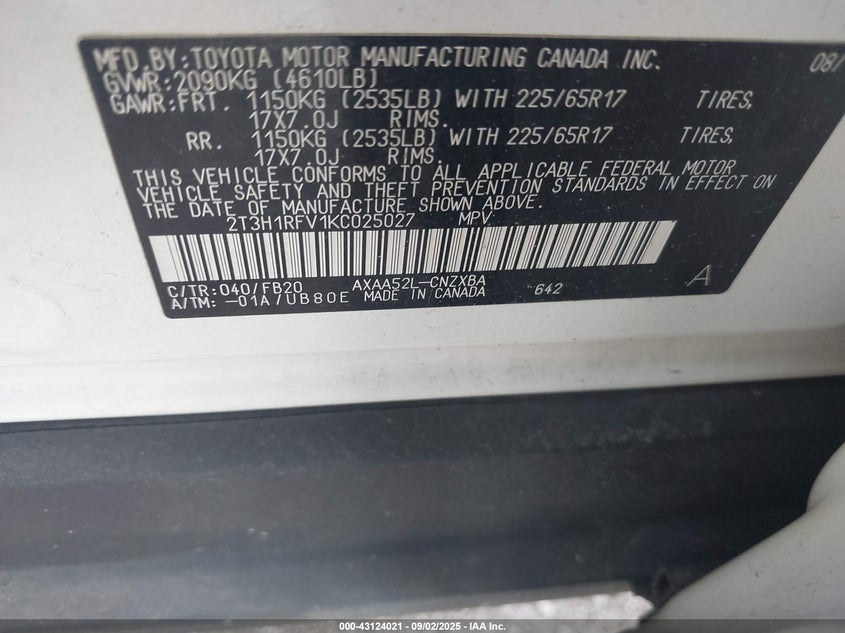 MFD.BY:TOYOTA MOTOR MANUFACTURING CANADA INC. 08/
GVWR:2090KG (4610LB)
GAWR:FRT. 1150KG (2535LB) WITH 225/65R17 TIRES,
17X7.0J RIMS.
RR. 1150KG (2535LB) WITH 225/65R17 TIRES,
17X7.0J RIMS.
THIS VEHICLE CONFORMS TO ALL APPLICABLE FEDERAL MOTOR
VEHICLE SAFETY AND THEFT PREVENTION STANDARDS IN EFFECT ON
THE DATE OF MANUFACTURE SHOWN ABOVE.
2T3H1RFV1KC025027 MPV
C/TR:040/FB20 AXAA52L-CNZXBA A
A/TM: -01A/UB80E MADE IN CANADA 642
000-43124021 - 09/02/2025 - IAA Inc.